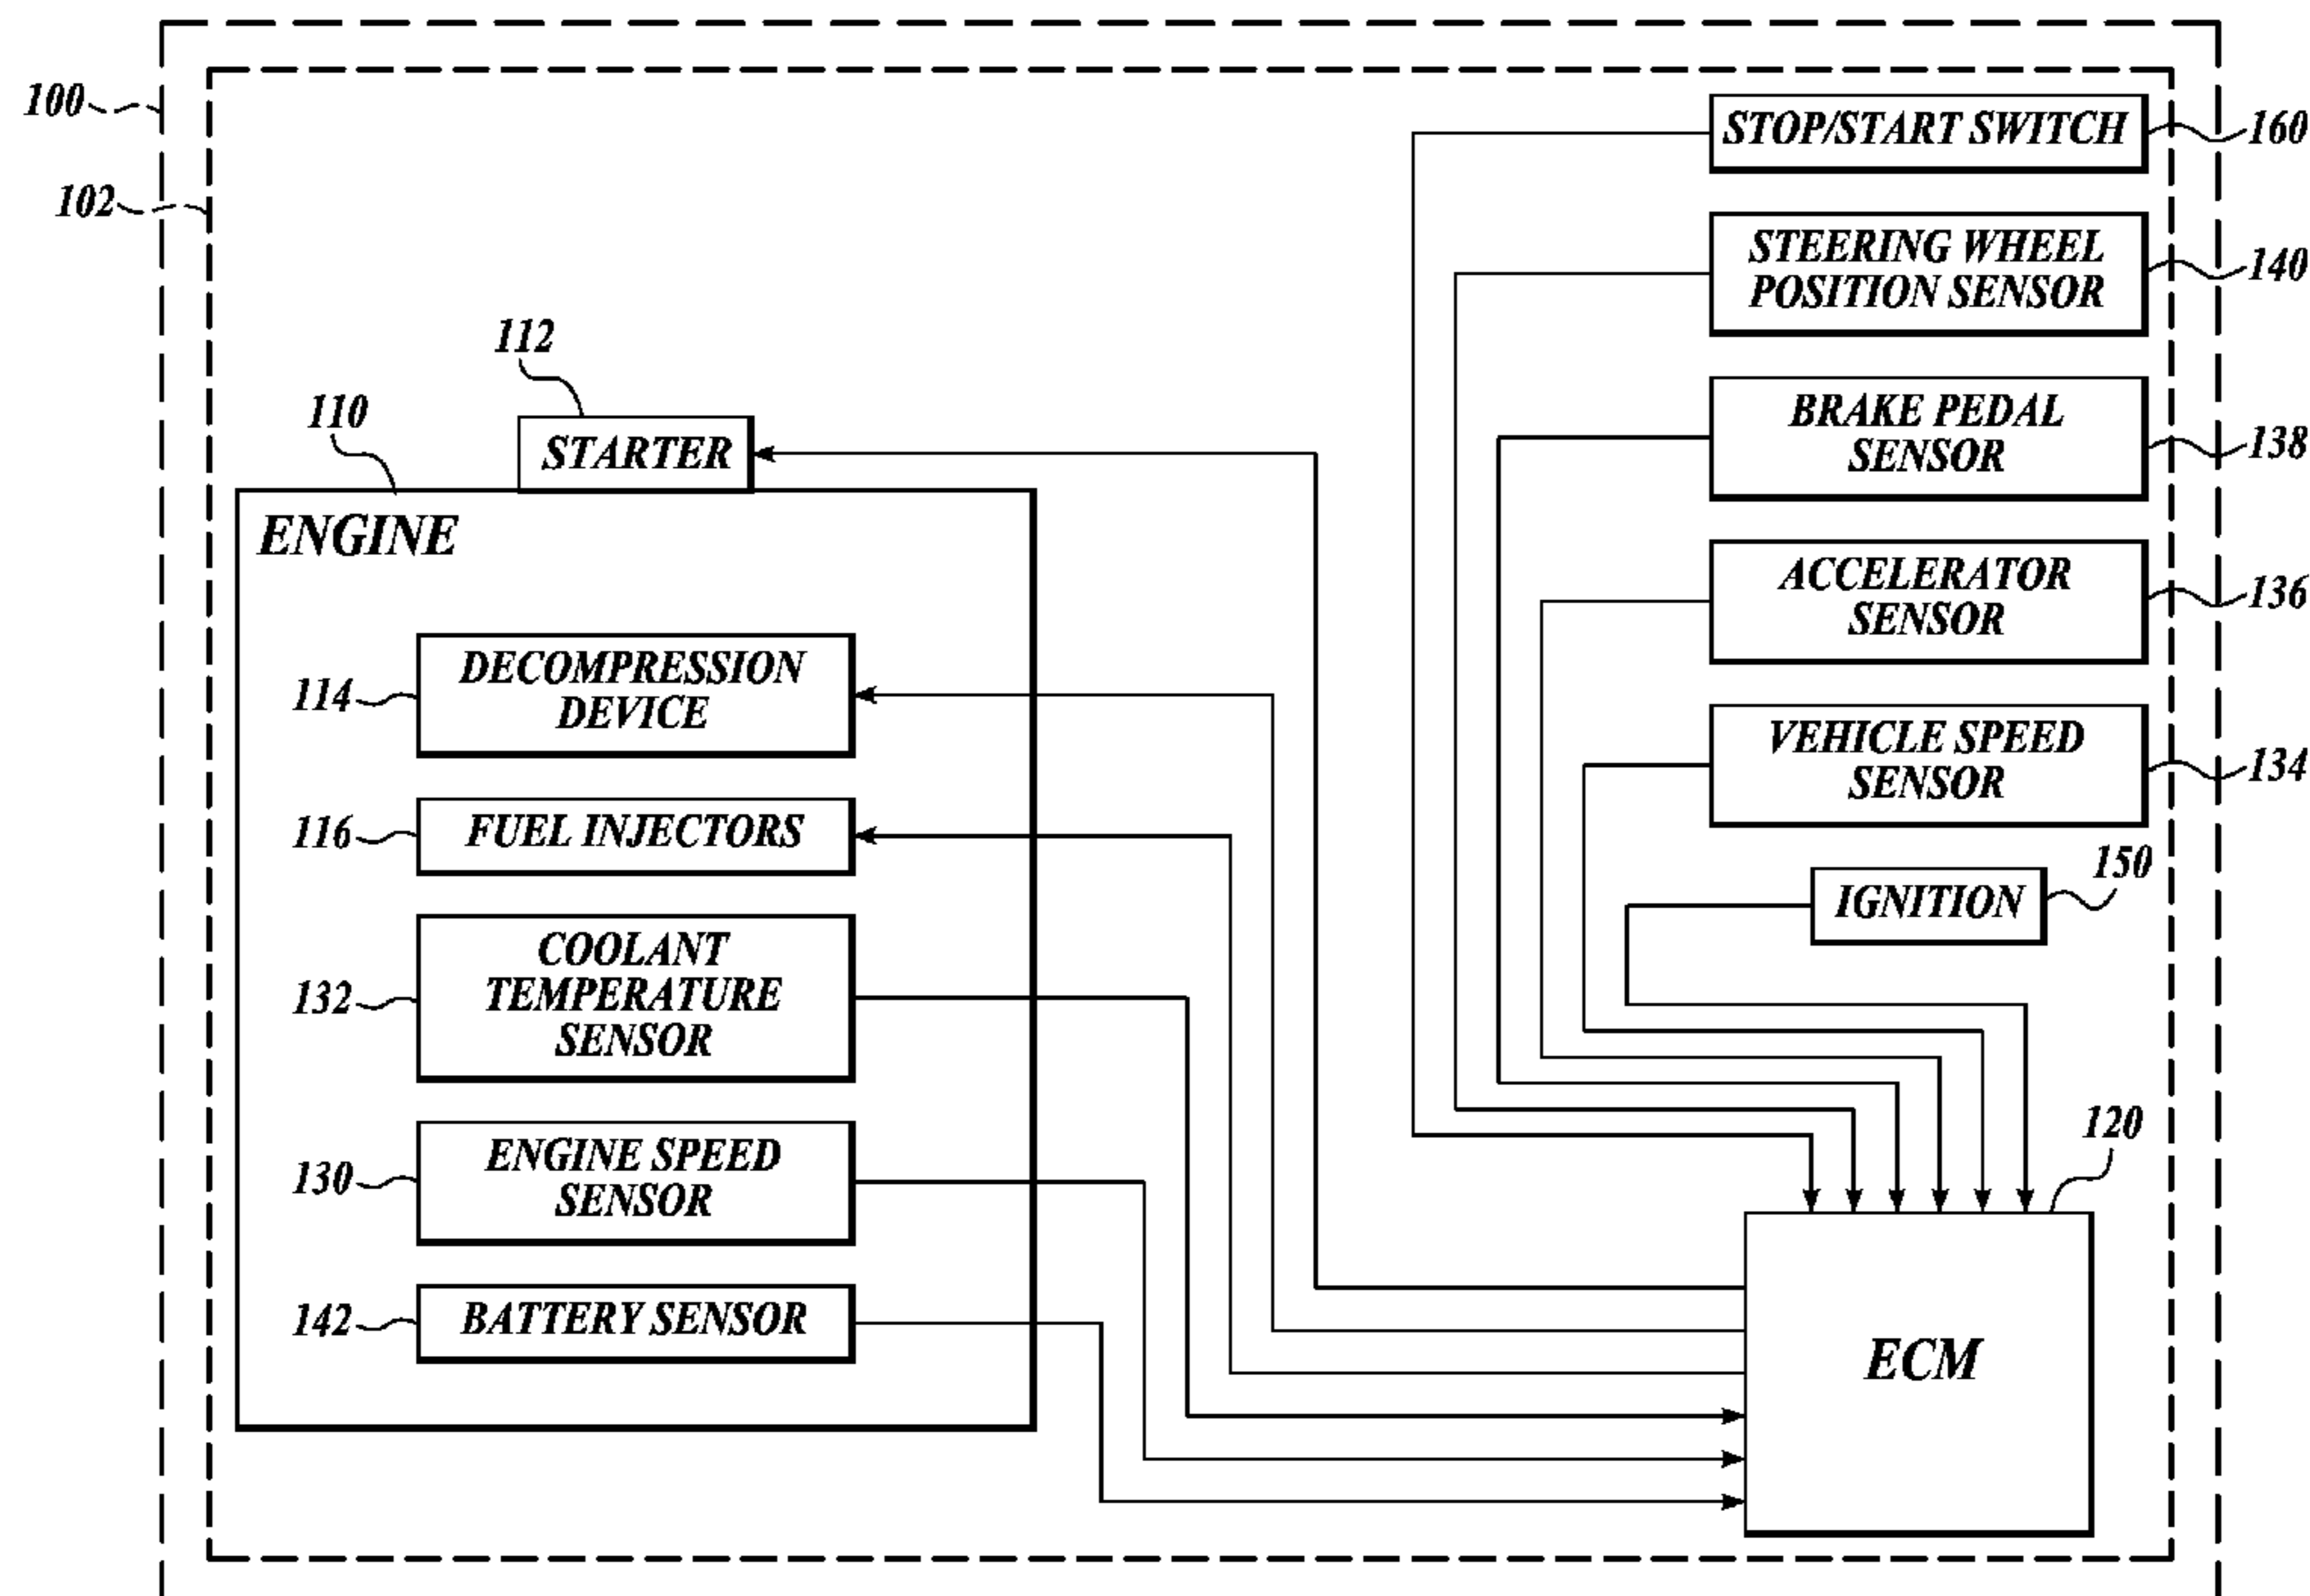 100
STOP/START SWITCH
160
102
STEERING WHEEL
POSITION SENSOR
140
112
110
STARTER
BRAKE PEDAL
SENSOR
138
ENGINE
ACCELERATOR
SENSOR
136
114
DECOMPRESSION
DEVICE
VEHICLE SPEED
SENSOR
134
116
FUEL INJECTORS
IGNITION
150
132
COOLANT
TEMPERATURE
SENSOR
130
ENGINE SPEED
SENSOR
120
142
BATTERY SENSOR
ECM